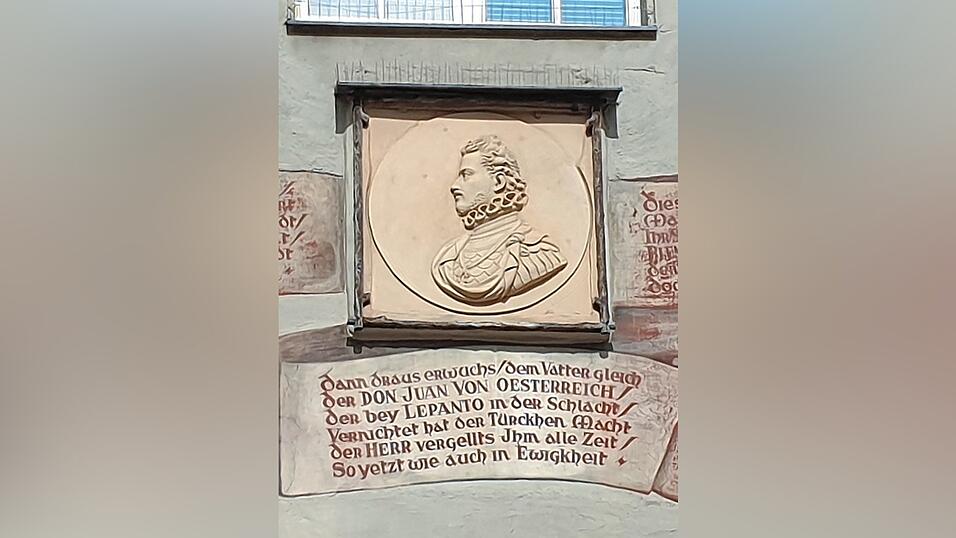 dann draus erwuchs/dem Vatter gleich
der DON JUAN VON OESTERREICH/
der bey LEPANTO in der Schlacht/
Vernichtet hat der Türckhen Macht
der HERR vergellts Jhm alle Zeit/
So yetzt wie auch in Ewigkheit
dies